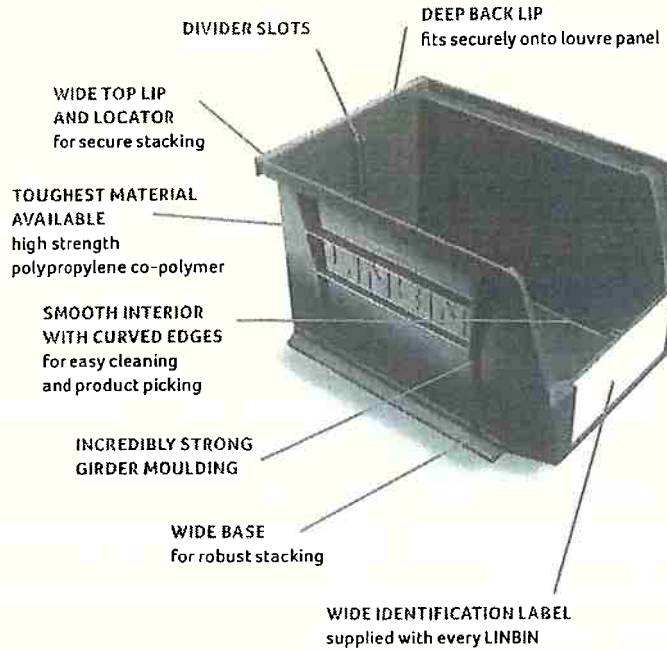 DIVIDER SLOTS
DEEP BACK LIP
fits securely onto louvre panel
WIDE TOP LIP
AND LOCATOR
for secure stacking
TOUGHEST MATERIAL
AVAILABLE
high strength
polypropylene co-polymer
LINBIN
SMOOTH INTERIOR
WITH CURVED EDGES
for easy cleaning
and product picking
INCREDIBLY STRONG
GIRDER MOULDING
WIDE BASE
for robust stacking
WIDE IDENTIFICATION LABEL
supplied with every LINBIN